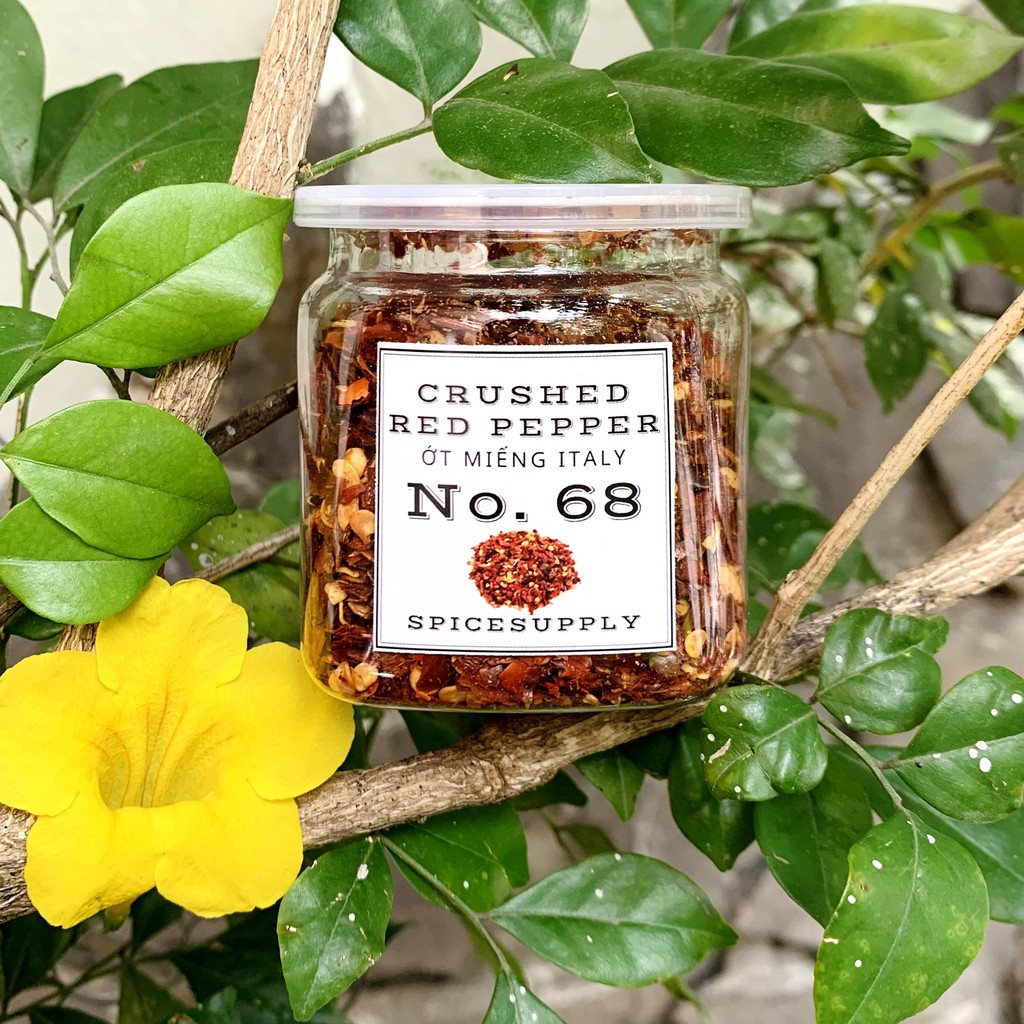 CRUSHED
RED PEPPER
ỚT MIẾNG ITALY
No. 68
SPICESUPPLY